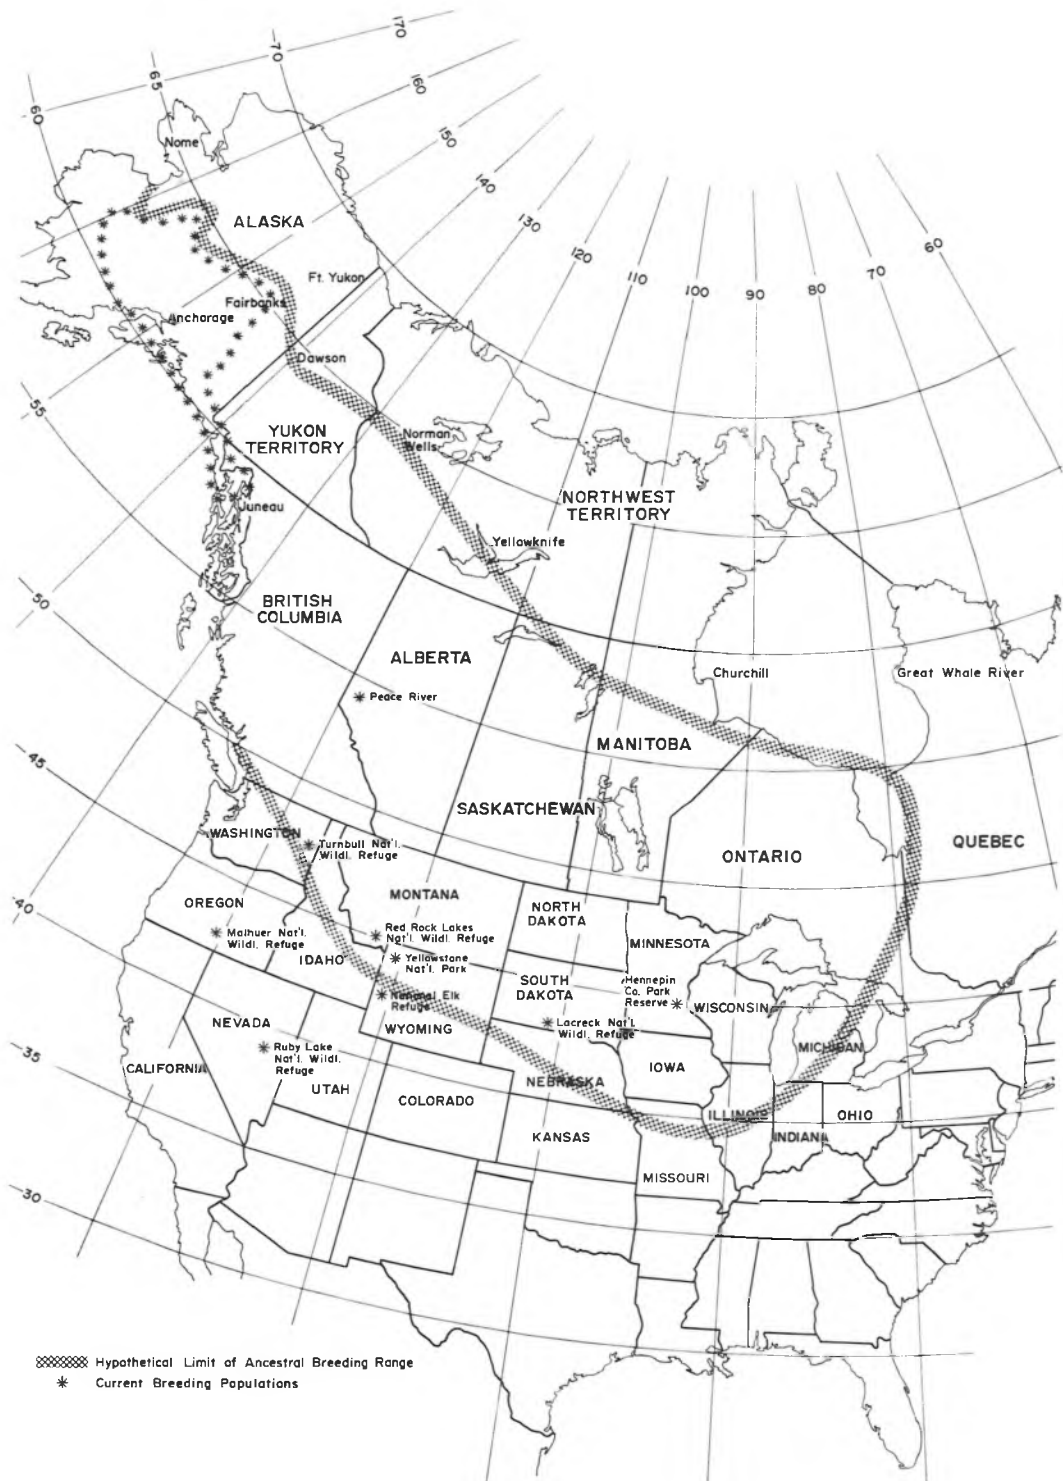 170
70
160
65
60
150
Nome
140
130
60
ALASKA
120
70
110
80
Ft. Yukon
100
90
Fairbanks
Anchorage
Dawson
55
YUKON
TERRITORY
Norman
Wells
NORTHWEST
TERRITORY
Juneau
Yellowknife
50
BRITISH
COLUMBIA
ALBERTA
Churchill
Great Whale River
Peace River
MANITOBA
45
SASKATCHEWAN
WASHINGTON
Turnbull Nat'l.
Wildl. Refuge
ONTARIO
QUEBEC
MONTANA
40
OREGON
NORTH
DAKOTA
Malhuer Nat'l.
Wildl. Refuge
Red Rock Lakes
Nat'l. Wildl. Refuge
MINNESOTA
IDAHO
Yellowstone
Nat'l. Park
SOUTH
DAKOTA
Hennepin
Co. Park
Reserve
WISCONSIN
National Elk
Refuge
NEVADA
WYOMING
Lacreck Nat'l.
Wildl. Refuge
35
Ruby Lake
Nat'l. Wildl.
Refuge
MICHIGAN
CALIFORNIA
IOWA
UTAH
NEBRASKA
COLORADO
ILLINOIS
OHIO
KANSAS
INDIANA
MISSOURI
30
Hypothetical Limit of Ancestral Breeding Range
Current Breeding Populations